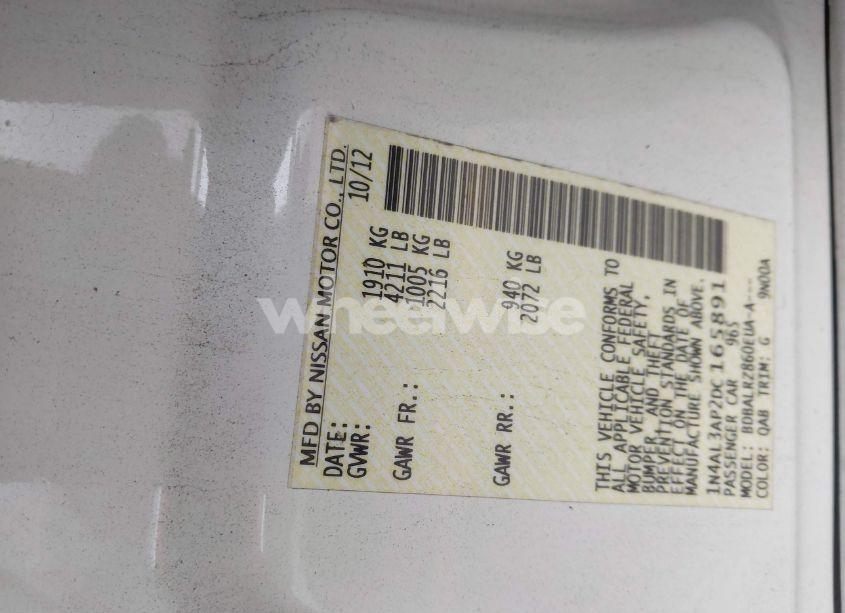 MFD BY NISSAN MOTOR CO., LTD.
DATE: 10/12
GVWR: 1910 KG
4211 LB
GAWR FR.: 1005 KG
2216 LB
GAWR RR.: 940 KG
2072 LB
THIS VEHICLE CONFORMS TO
ALL APPLICABLE FEDERAL
MOTOR VEHICLE SAFETY,
BUMPER, AND THEFT
PREVENTION STANDARDS IN
EFFECT ON THE DATE OF
MANUFACTURE SHOWN ABOVE.
1N4AL3AP2DC165891
PASSENGER CAR 965
MODEL: BDBALRZ860EUA-A---
COLOR: QAB TRIM: G 9N00A
wheelwise